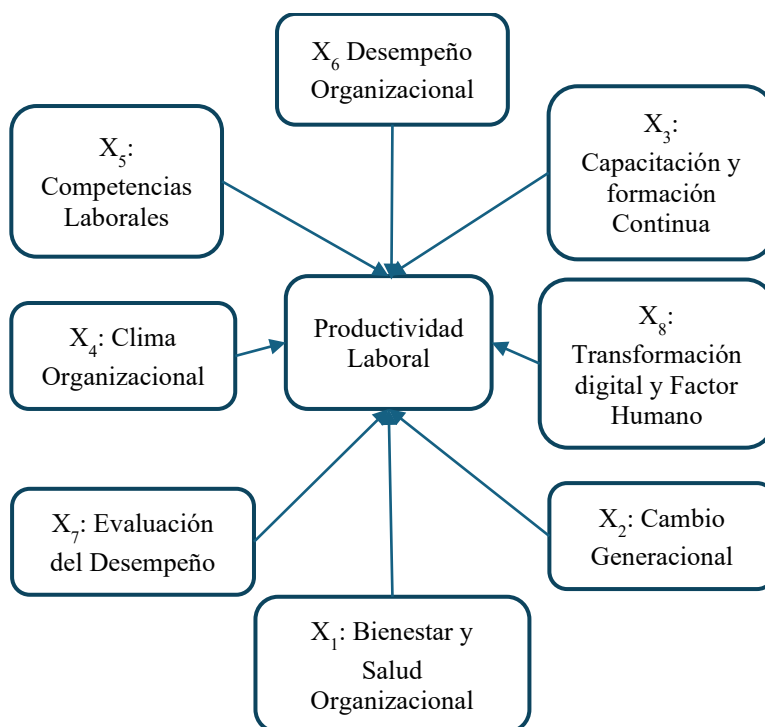 X6 Desempeño
Organizacional
X5:
Competencias
Laborales
X3:
Capacitación y
formación
Continua
Productividad
Laboral
X4: Clima
Organizacional
X8:
Transformación
digital y Factor
Humano
X7: Evaluación
del Desempeño
X2: Cambio
Generacional
X1: Bienestar y
Salud
Organizacional